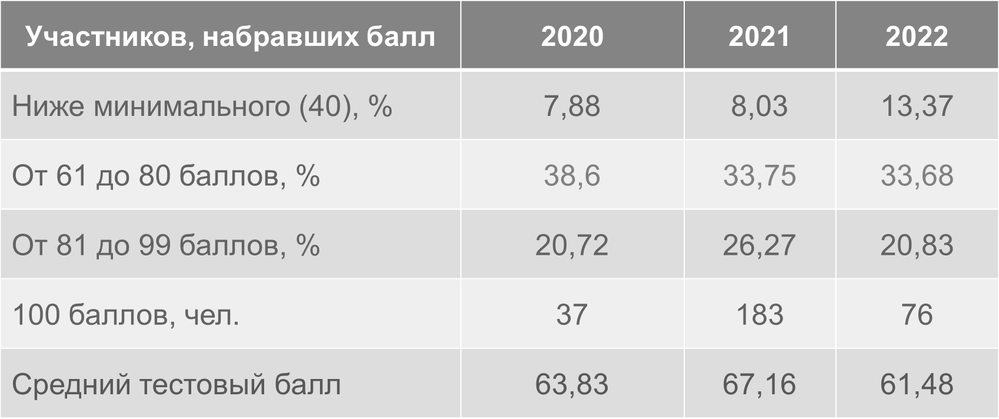 Участников, набравших балл 2020 2021 2022
Ниже минимального (40), % 7,88 8,03 13,37
От 61 до 80 баллов, % 38,6 33,75 33,68
От 81 до 99 баллов, % 20,72 26,27 20,83
100 баллов, чел. 37 183 76
Средний тестовый балл 63,83 67,16 61,48